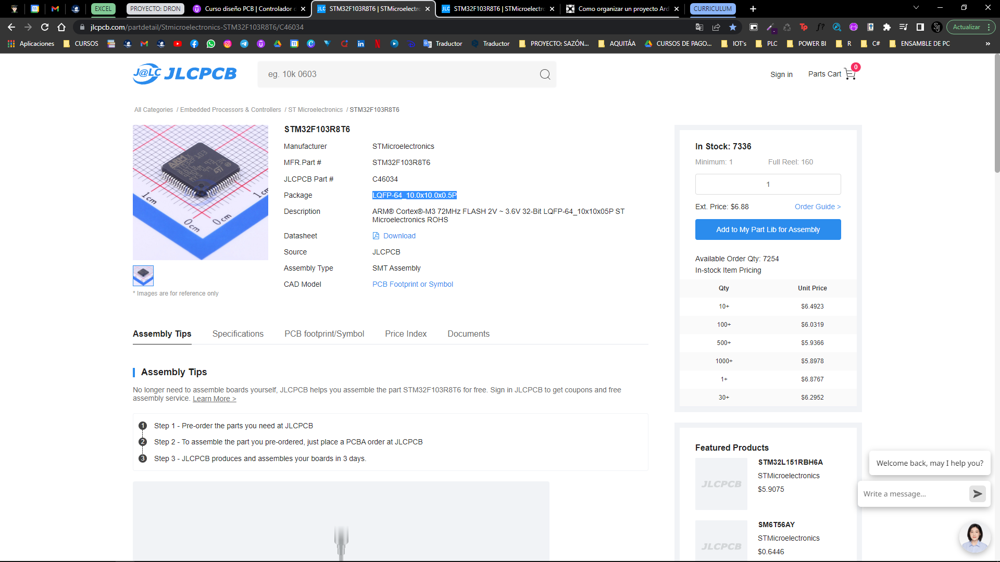 EXCEL
PROYECTO: DRON
Curso diseño PCB | Controlador
STM32F103R8T6 | STMicroelectr
STM32F103R8T6 | STMicroelectr
Como organizar un proyecto Ard
CURRICULUM
jlcpcb.com/partdetail/Stmicroelectronics-STM32F103R8T6/C46034
Actualizar
Aplicaciones
CURSOS
Traductor
Traductor
PROYECTO: SAZÓN...
AQUITÁA
CURSOS DE PAGO...
IOT's
PLC
POWER BI
R
C#
ENSAMBLE DE PC
J@LC JLCPCB
eg. 10k 0603
Sign in
Parts Cart
0
All Categories / Embedded Processors & Controllers / ST Microelectronics / STM32F103R8T6
STM32F103R8T6
Manufacturer STMicroelectronics
MFR.Part # STM32F103R8T6
JLCPCB Part # C46034
Package LQFP-64_10.0x10.0x0.5P
Description ARM® Cortex®-M3 72MHz FLASH 2V ~ 3.6V 32-Bit LQFP-64_10x10x05P ST
Microelectronics ROHS
Datasheet Download
Source JLCPCB
Assembly Type SMT Assembly
CAD Model PCB Footprint or Symbol
ARM
1cm
0cm
0cm
1c
* Images are for reference only
In Stock: 7336
Minimum: 1 Full Reel: 160
1
Ext. Price: $6.88 Order Guide >
Add to My Part Lib for Assembly
Available Order Qty: 7254
In-stock Item Pricing
Qty Unit Price
10+ $6.4923
100+ $6.0319
500+ $5.9366
1000+ $5.8978
1+ $6.8767
30+ $6.2952
Assembly Tips Specifications PCB footprint/Symbol Price Index Documents
Assembly Tips
No longer need to assemble boards yourself, JLCPCB helps you assemble the part STM32F103R8T6 for free. Sign in JLCPCB to get coupons and free
assembly service. Learn More >
1 Step 1 - Pre-order the parts you need at JLCPCB
2 Step 2 - To assemble the part you pre-ordered, just place a PCBA order at JLCPCB
3 Step 3 - JLCPCB produces and assembles your boards in 3 days.
Featured Products
JLCPCB
STM32L151RBH6A
STMicroelectronics
$5.9075
JLCPCB
SM6T56AY
STMicroelectronics
$0.6446
Welcome back, may I help you?
Write a message...